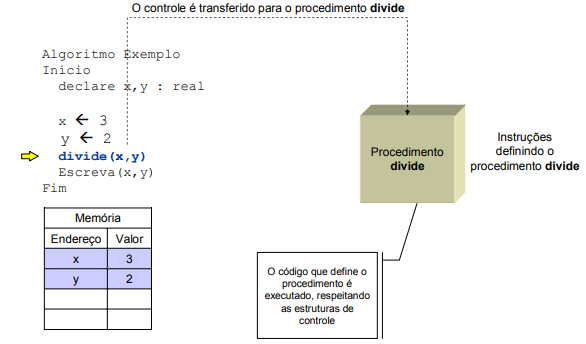 O controle é transferido para o procedimento divide
Algoritmo Exemplo
Início
declare x,y : real
x ← 3
y ← 2
divide(x,y)
Escreva(x,y)
Fim
Procedimento
divide
Instruções
definindo o
procedimento divide
Memória
Endereço Valor
x 3
y 2
O código que define o
procedimento é
executado, respeitando
as estruturas de
controle